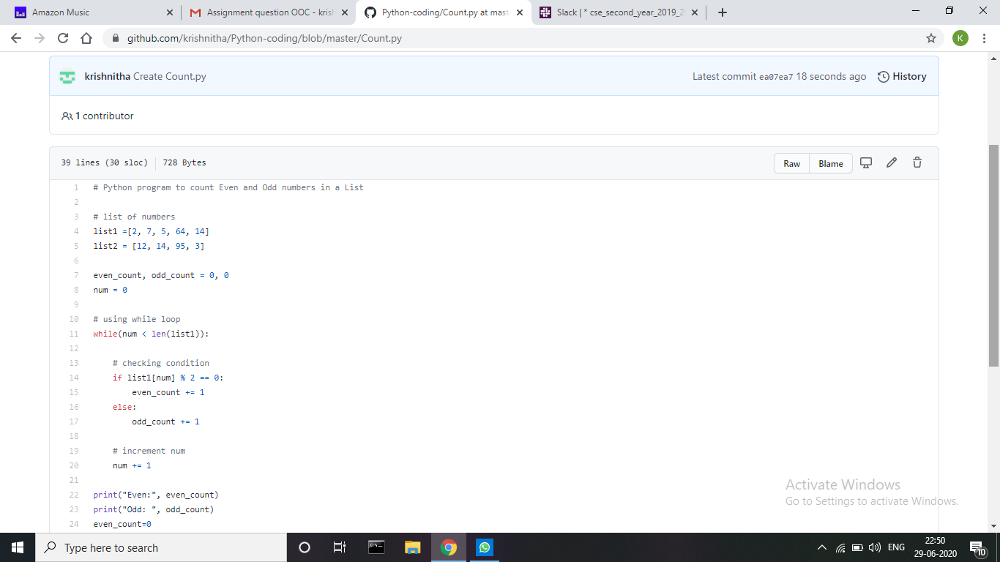 Amazon Music
Assignment question OOC - krish
Python-coding/Count.py at mast
Slack | * cse_second_year_2019_2
github.com/krishnitha/Python-coding/blob/master/Count.py
K
krishnitha Create Count.py
Latest commit ea07ea7 18 seconds ago
History
1 contributor
39 lines (30 sloc) 728 Bytes
Raw
Blame
1 # Python program to count Even and Odd numbers in a List
2
3 # list of numbers
4 list1 =[2, 7, 5, 64, 14]
5 list2 = [12, 14, 95, 3]
6
7 even_count, odd_count = 0, 0
8 num = 0
9
10 # using while loop
11 while(num < len(list1)):
12
13 # checking condition
14 if list1[num] % 2 == 0:
15 even_count += 1
16 else:
17 odd_count += 1
18
19 # increment num
20 num += 1
21
22 print("Even:", even_count)
23 print("Odd: ", odd_count)
24 even_count=0
Activate Windows
Go to Settings to activate Windows.
Type here to search
ENG
22:50
29-06-2020
10